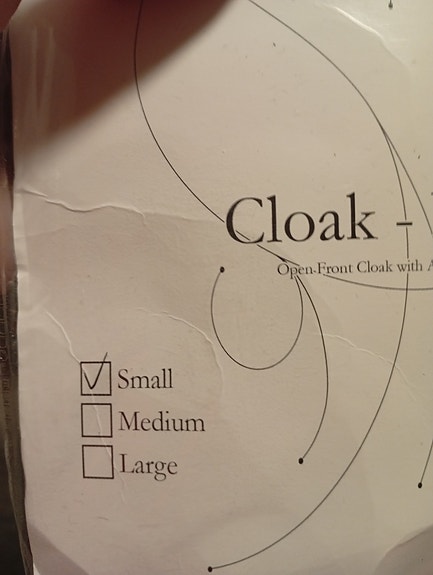 Cloak -
Open-Front Cloak with A
Small
Medium
Large